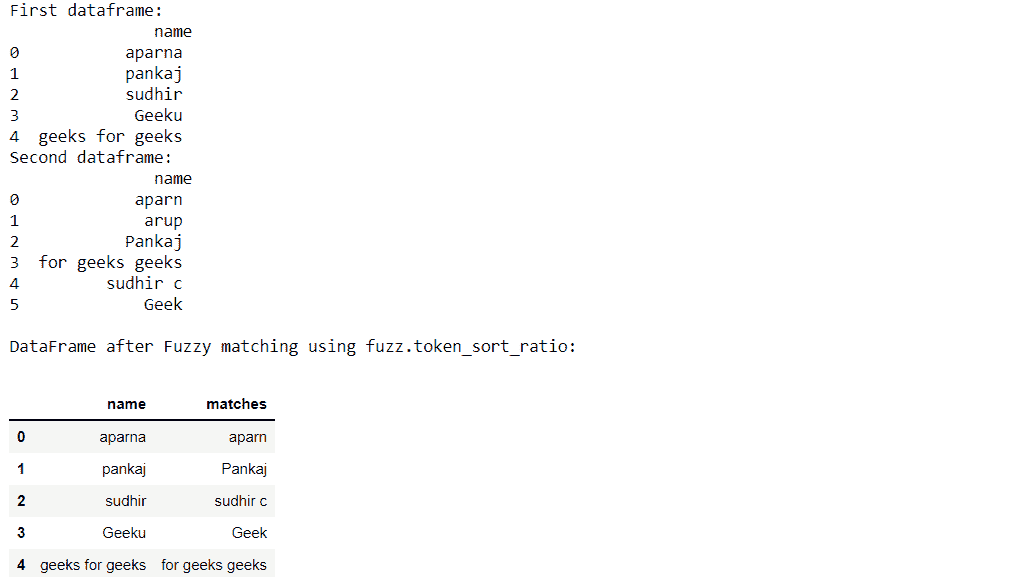 First dataframe:
name
0 aparna
1 pankaj
2 sudhir
3 Geeku
4 geeks for geeks
Second dataframe:
name
0 aparn
1 arup
2 Pankaj
3 for geeks geeks
4 sudhir c
5 Geek
DataFrame after Fuzzy matching using fuzz.token_sort_ratio:
name matches
0 aparna aparn
1 pankaj Pankaj
2 sudhir sudhir c
3 Geeku Geek
4 geeks for geeks for geeks geeks